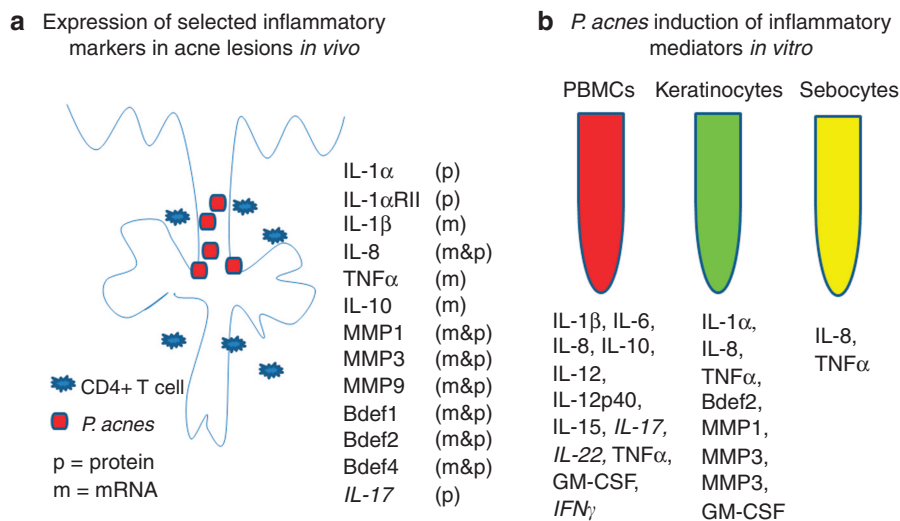 a Expression of selected inflammatory
markers in acne lesions in vivo
IL-1α (p)
IL-1αRII (p)
IL-1β (m)
IL-8 (m&p)
TNFα (m)
IL-10 (m)
MMP1 (m&p)
MMP3 (m&p)
MMP9 (m&p)
Bdef1 (m&p)
Bdef2 (m&p)
Bdef4 (m&p)
IL-17 (p)
CD4+ T cell
P. acnes
p = protein
m = mRNA
b P. acnes induction of inflammatory
mediators in vitro
PBMCs Keratinocytes Sebocytes
IL-1β, IL-6,
IL-8, IL-10,
IL-12,
IL-12p40,
IL-15, IL-17,
IL-22, TNFα,
GM-CSF,
IFNγ
IL-1α,
IL-8,
TNFα,
Bdef2,
MMP1,
MMP3,
MMP3,
GM-CSF
IL-8,
TNFα